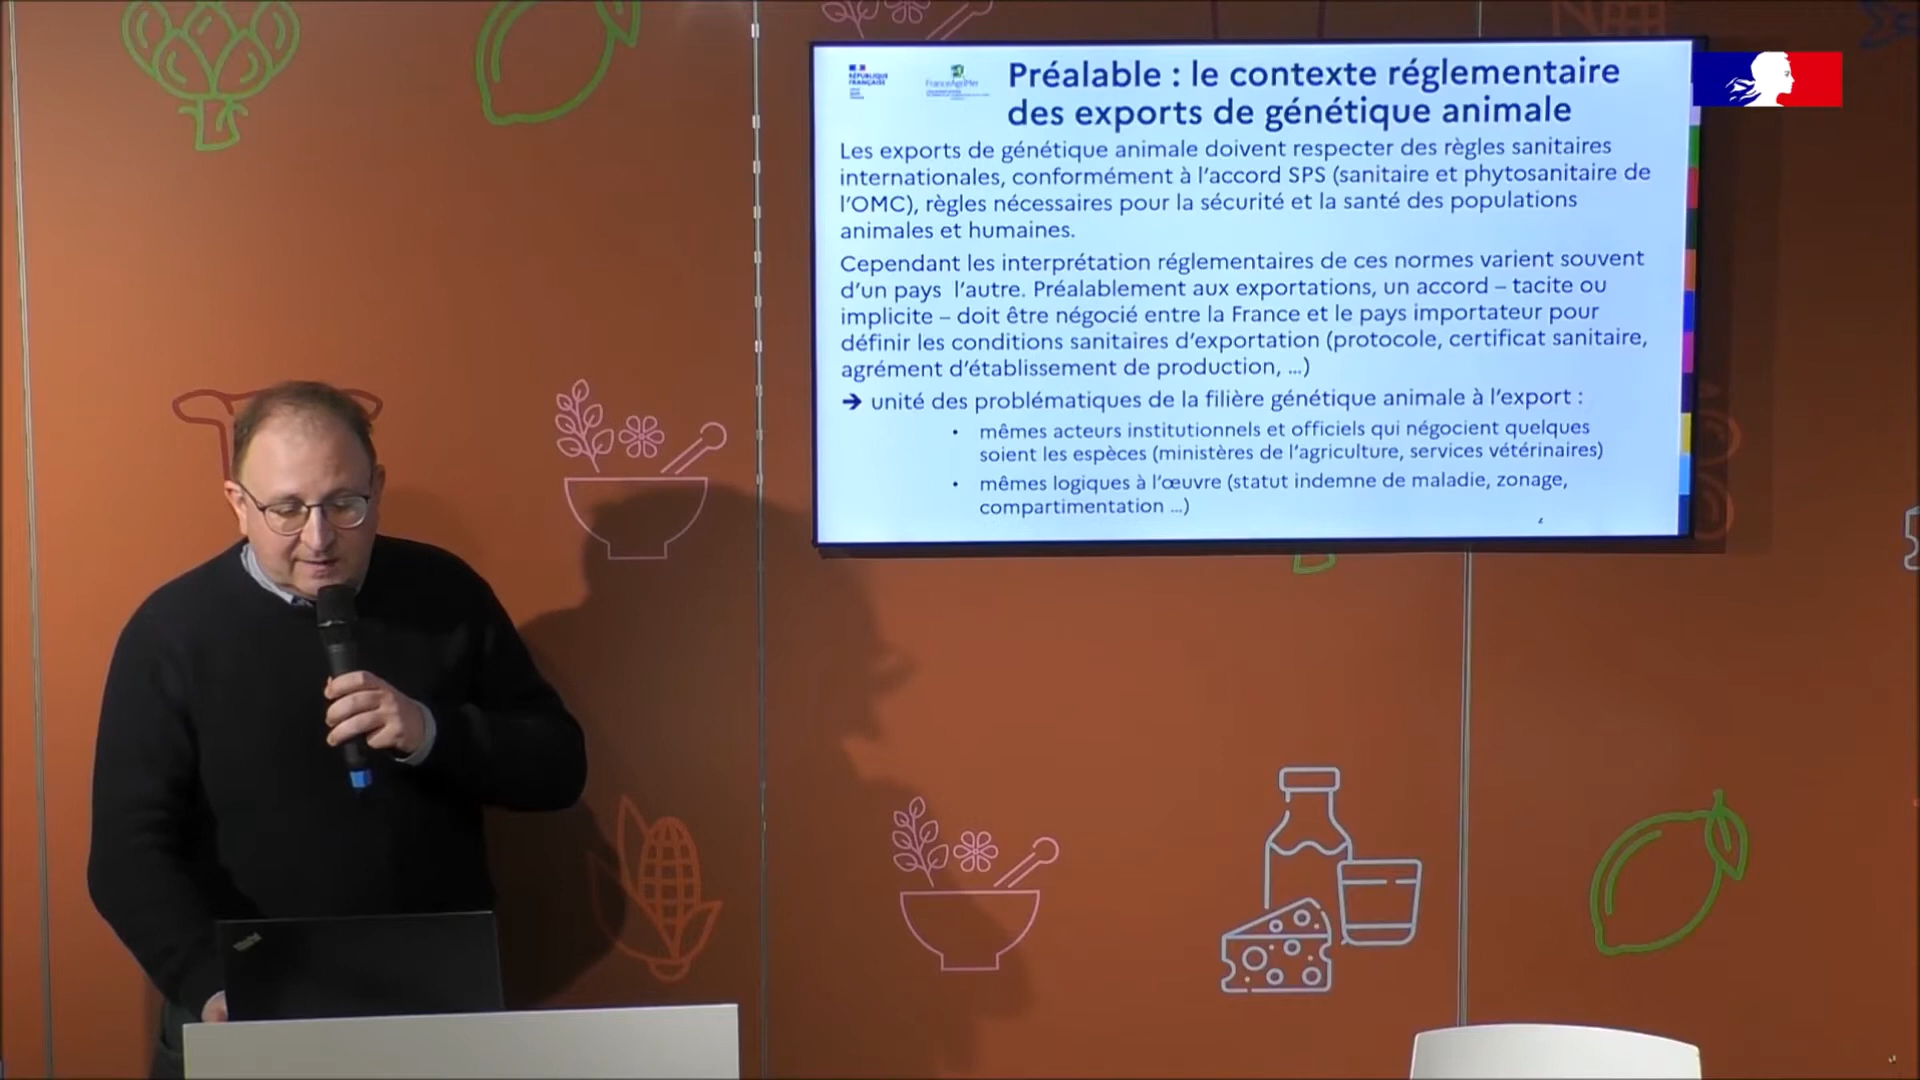 RÉPUBLIQUE
FRANÇAISE
FranceAgriMer
Préalable : le contexte réglementaire
des exports de génétique animale
Les exports de génétique animale doivent respecter des règles sanitaires
internationales, conformément à l'accord SPS (sanitaire et phytosanitaire de
l'OMC), règles nécessaires pour la sécurité et la santé des populations
animales et humaines.
Cependant les interprétation réglementaires de ces normes varient souvent
d'un pays l'autre. Préalablement aux exportations, un accord – tacite ou
implicite – doit être négocié entre la France et le pays importateur pour
définir les conditions sanitaires d'exportation (protocole, certificat sanitaire,
agrément d'établissement de production, ...)
➔ unité des problématiques de la filière génétique animale à l'export :
• mêmes acteurs institutionnels et officiels qui négocient quelques
soient les espèces (ministères de l'agriculture, services vétérinaires)
• mêmes logiques à l'œuvre (statut indemne de maladie, zonage,
compartimentation ...)